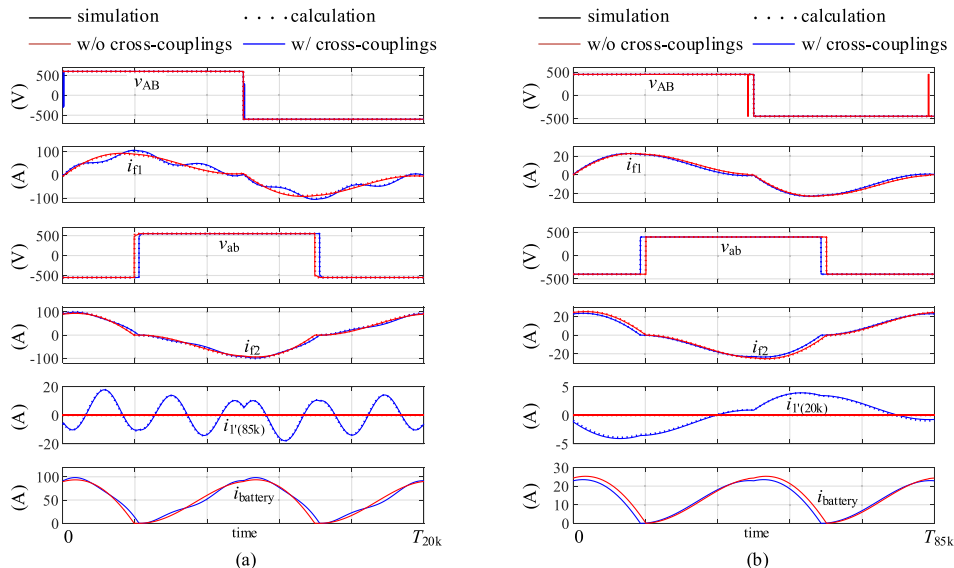 simulation calculation
w/o cross-couplings w/ cross-couplings
(V) 500 0 -500 vAB
(A) 100 0 -100 if1
(V) 500 0 -500 vab
(A) 100 0 -100 if2
(A) 20 0 -20 i1'(85k)
(A) 100 50 0 ibattery
0 time T20k
(a)
simulation calculation
w/o cross-couplings w/ cross-couplings
(V) 500 0 -500 vAB
(A) 20 0 -20 if1
(V) 500 0 -500 vab
(A) 20 0 -20 if2
(A) 5 0 -5 i1'(20k)
(A) 30 20 10 0 ibattery
0 time T85k
(b)